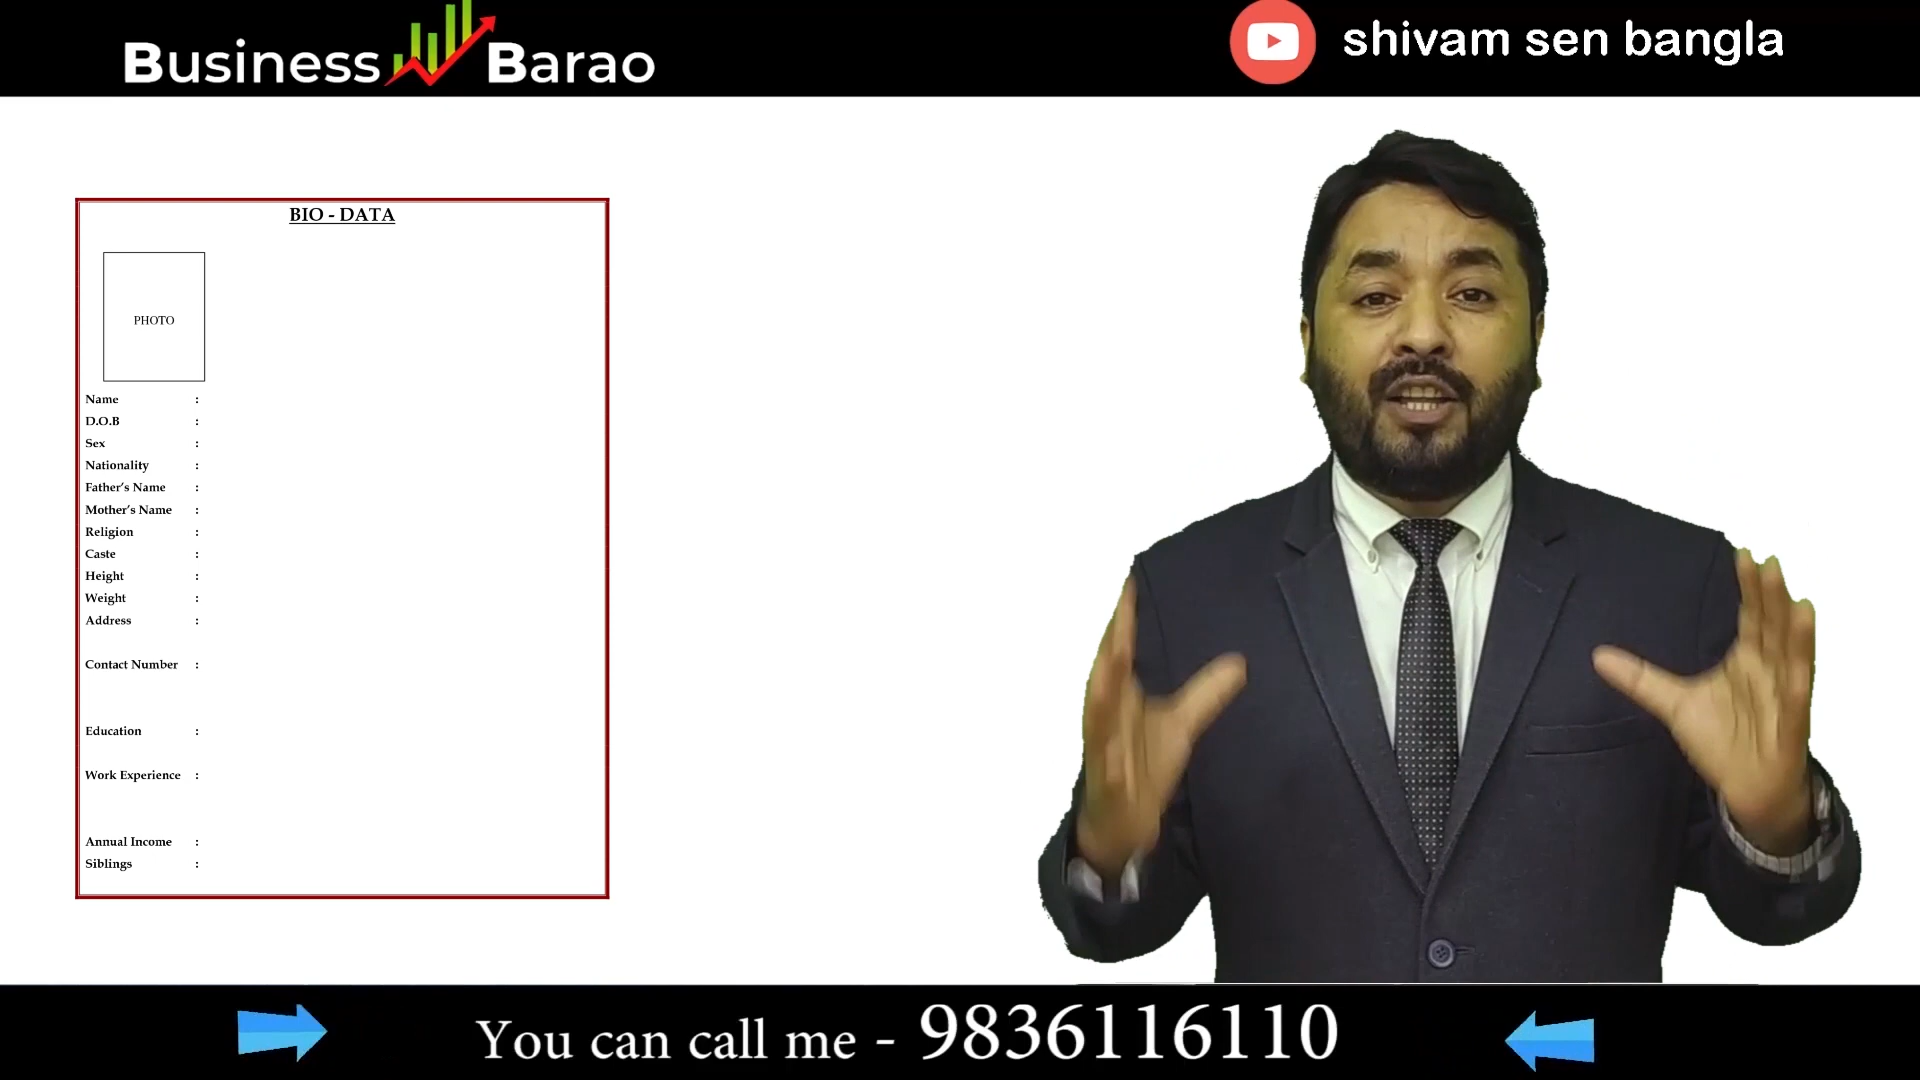 Business Barao
shivam sen bangla
BIO - DATA
PHOTO
Name :
D.O.B :
Sex :
Nationality :
Father's Name :
Mother's Name :
Religion :
Caste :
Height :
Weight :
Address :
Contact Number :
Education :
Work Experience :
Annual Income :
Siblings :
You can call me - 9836116110